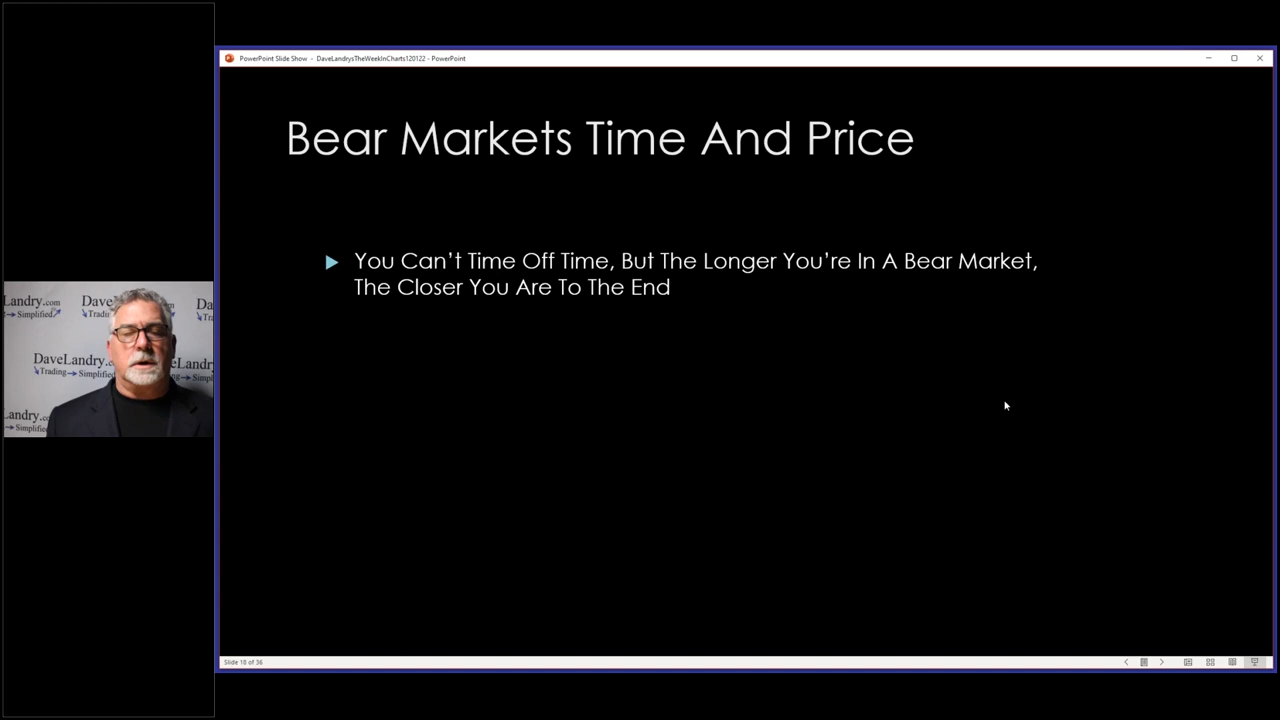 PowerPoint Slide Show - DaveLandrysTheWeekInCharts120122 - PowerPoint
Bear Markets Time And Price
You Can't Time Off Time, But The Longer You're In A Bear Market,
The Closer You Are To The End
Landry.com
Simplified
DaveLandry.
Trading Simplified
Slide 18 of 36